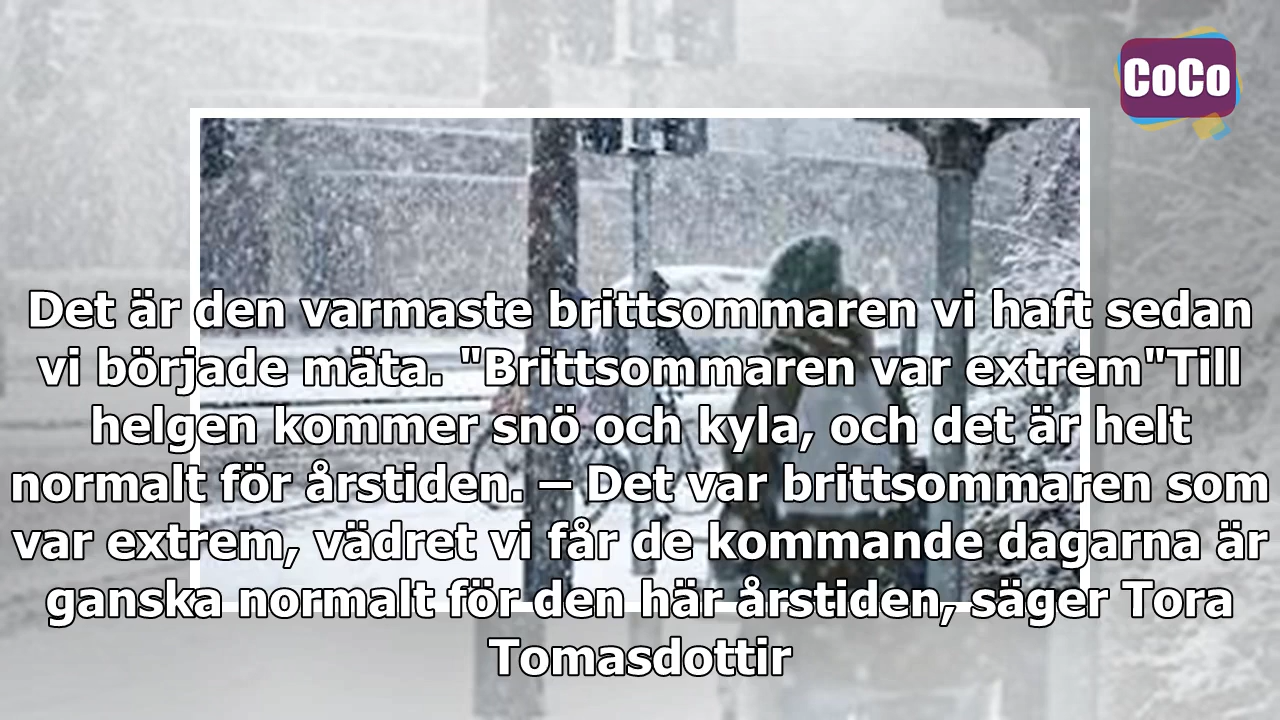 CoCo
Det är den varmaste brittsommaren vi haft sedan
vi började mäta. "Brittsommaren var extrem"Till
helgen kommer snö och kyla, och det är helt
normalt för årstiden. – Det var brittsommaren som
var extrem, vädret vi får de kommande dagarna är
ganska normalt för den här årstiden, säger Tora
Tomasdottir